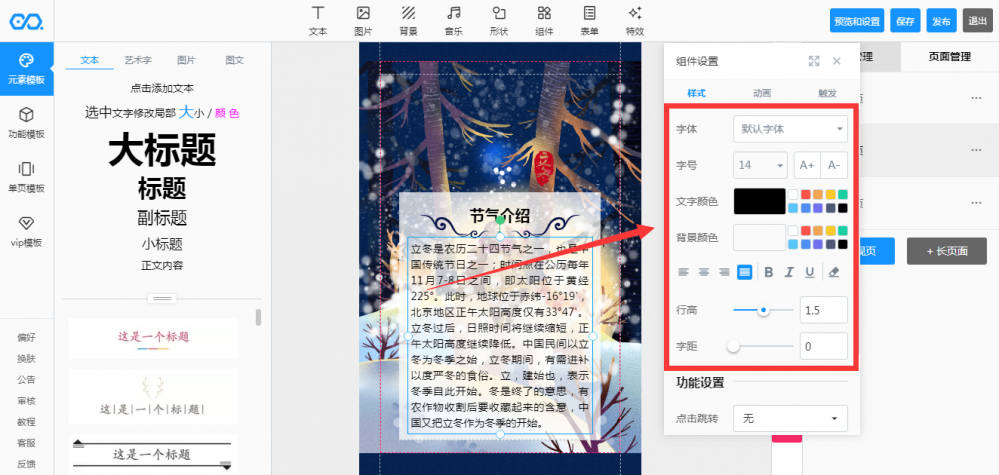 文本
图片
背景
音乐
形状
组件
表单
特效
预览和设置
保存
发布
退出
元素模板
功能模板
单页模板
vip模板
偏好
换肤
公告
审核
教程
客服
反馈
文本
艺术字
图片
图文
点击添加文本
选中文字修改局部 大小 / 颜 色
大标题
标题
副标题
小标题
正文内容
这是一个标题
这|是|一|个|标|题|
这是一个标题
立冬
节气介绍
立冬是农历二十四节气之一，也是中
国传统节日之一；时间点在公历每年
11月7-8日之间，即太阳位于黄经
225°。此时，地球位于赤纬-16°19'，
北京地区正午太阳高度仅有33°47'。
立冬过后，日照时间将继续缩短，正
午太阳高度继续降低。中国民间以立
冬为冬季之始，立冬期间，有需进补
以度严冬的食俗。立，建始也，表示
冬季自此开始。冬是终了的意思，有
农作物收割后要收藏起来的含意，中
国又把立冬作为冬季的开始。
组件设置
样式
动画
触发
字体
默认字体
字号
14
A+
A-
文字颜色
背景颜色
B I U
行高
1.5
字距
0
功能设置
点击跳转
无
管理
页面管理
页
页
页
规页
+ 长页面